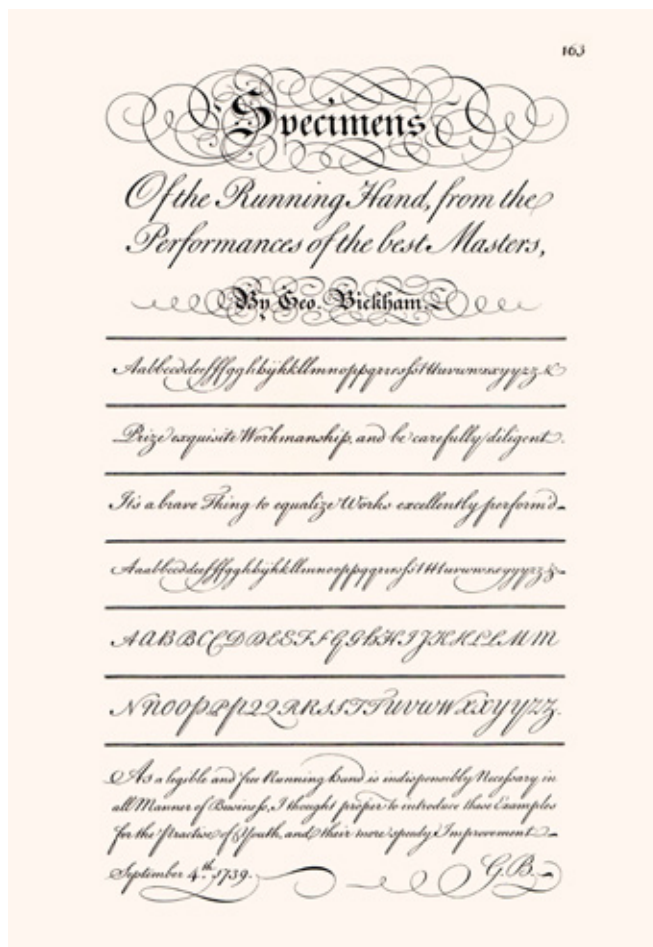 163
Specimens
Of the Running Hand, from the
Performances of the best Masters,
By Geo. Bickham.
Prize exquisite Workmanship, and be carefully diligent.
It's a brave Thing to equalize Works excellently perform'd
As a legible and free Running hand is indispensibly Necessary in
all Manner of Business, I thought proper to introduce these Examples
for the Practise of Youth, and their more speedy Improvement
September 4.th 1739.
G.B.